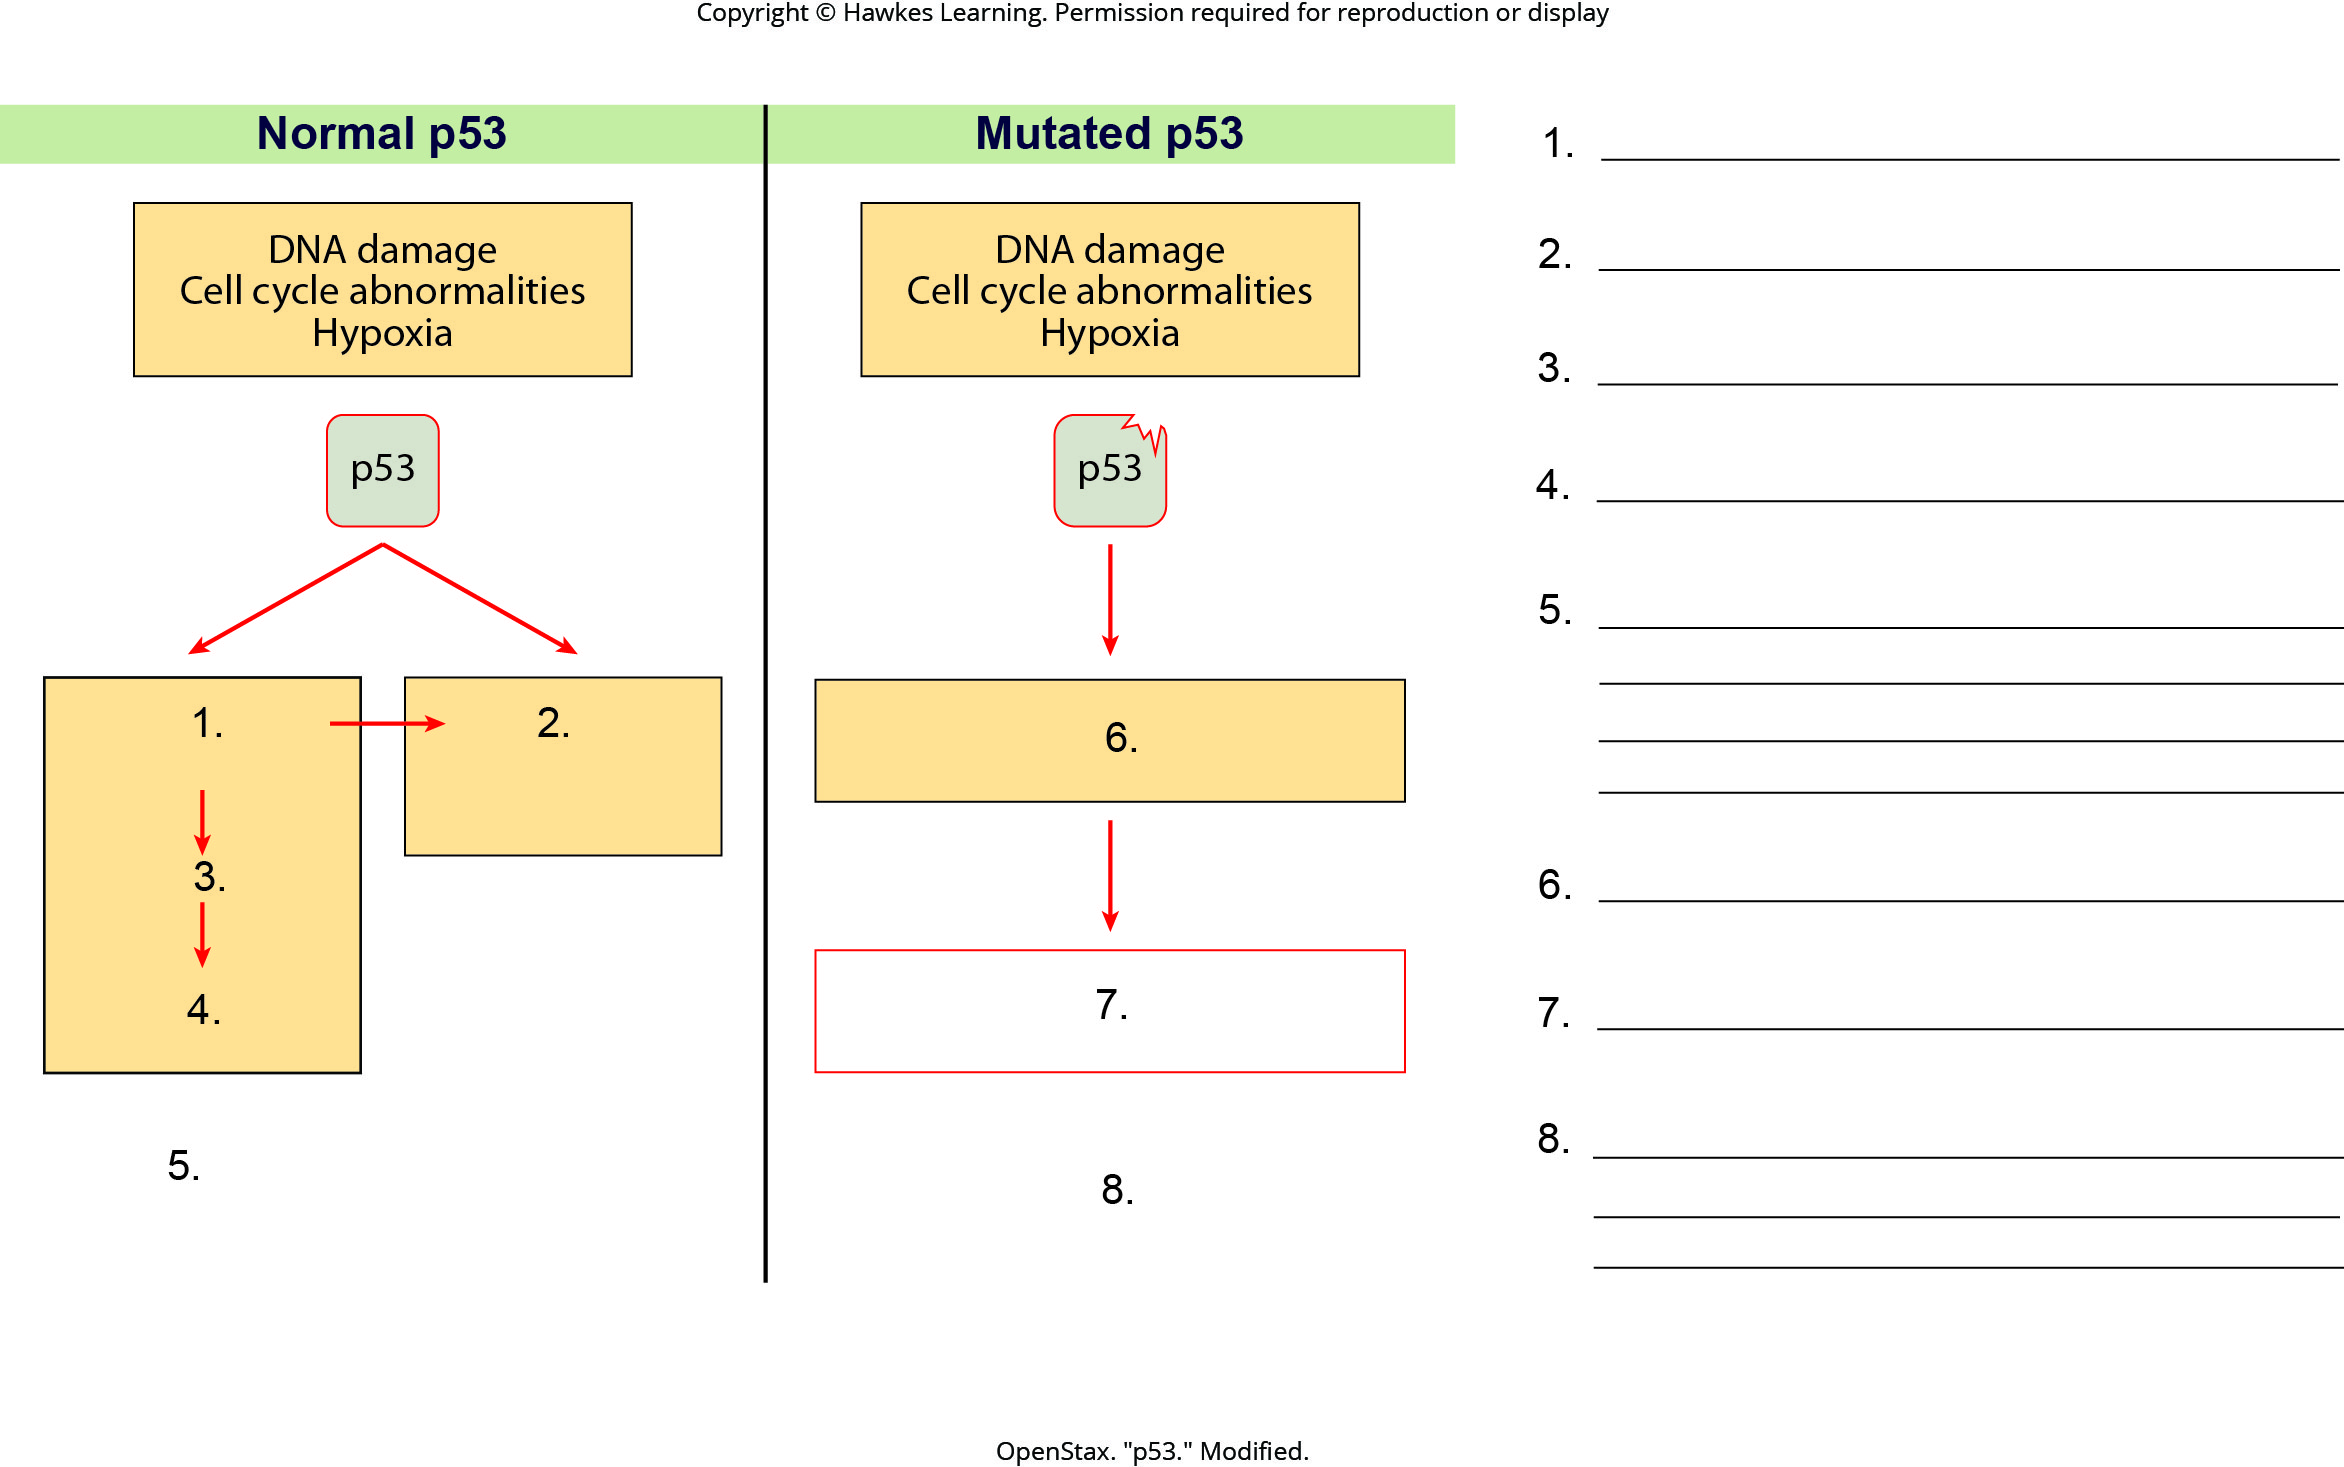 Copyright © Hawkes Learning. Permission required for reproduction or display
Normal p53
DNA damage
Cell cycle abnormalities
Hypoxia
p53
1.
2.
3.
4.
5.
Mutated p53
DNA damage
Cell cycle abnormalities
Hypoxia
p53
6.
7.
8.
1.
2.
3.
4.
5.
6.
7.
8.
OpenStax. "p53." Modified.